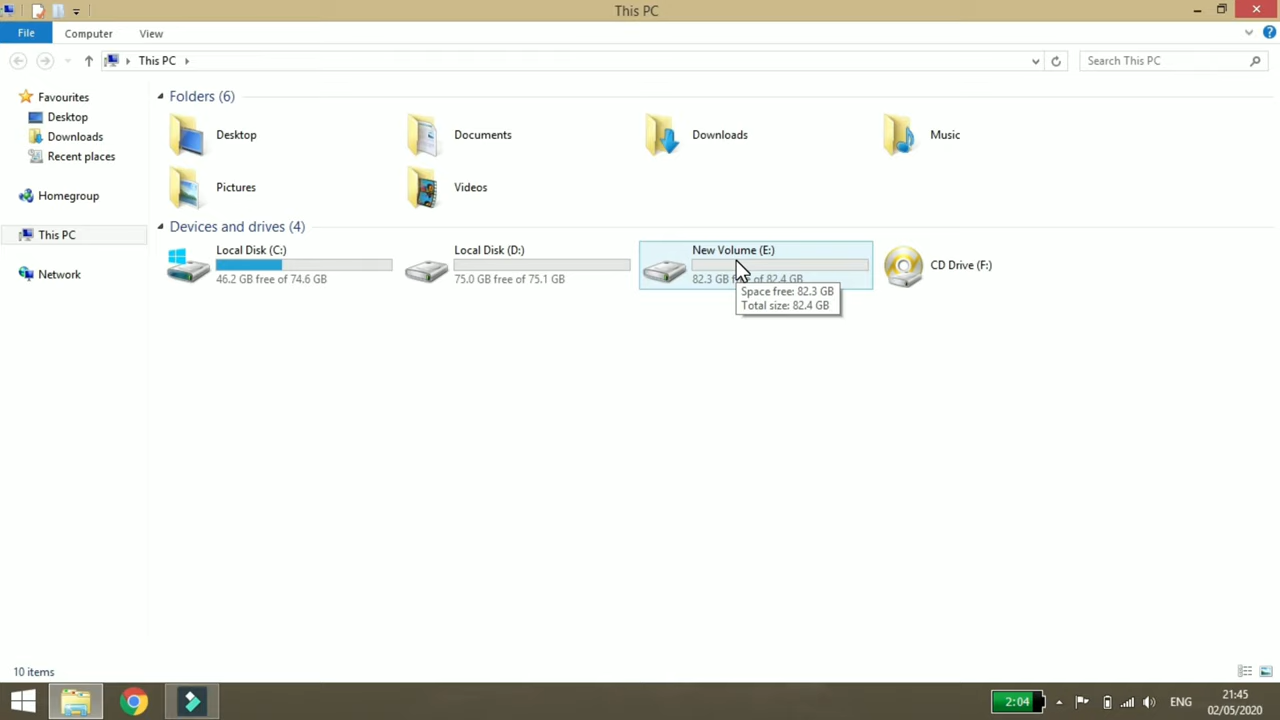 This PC
File
Computer
View
This PC
Search This PC
Favourites
Desktop
Downloads
Recent places
Homegroup
This PC
Network
Folders (6)
Desktop
Documents
Downloads
Music
Pictures
Videos
Devices and drives (4)
Local Disk (C:)
46.2 GB free of 74.6 GB
Local Disk (D:)
75.0 GB free of 75.1 GB
New Volume (E:)
82.3 GB free of 82.4 GB
CD Drive (F:)
Space free: 82.3 GB
Total size: 82.4 GB
10 items
2:04
ENG
21:45
02/05/2020